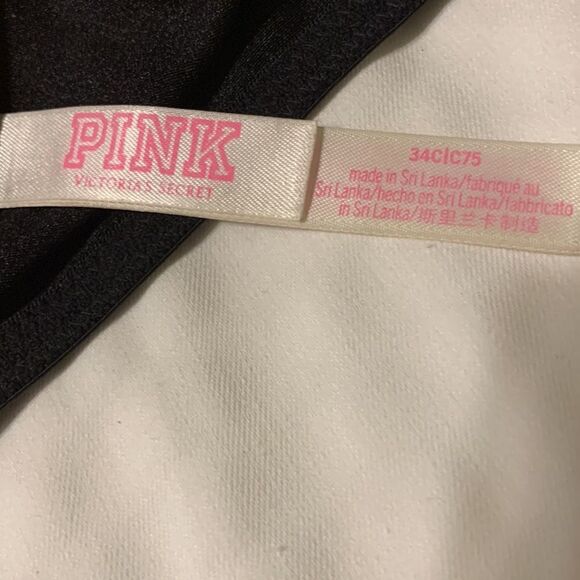 PINK
VICTORIA'S SECRET
34C|C75
made in Sri Lanka/fabriqué au
Sri Lanka/hecho en Sri Lanka/fabbricato
in Sri Lanka/斯里兰卡制造